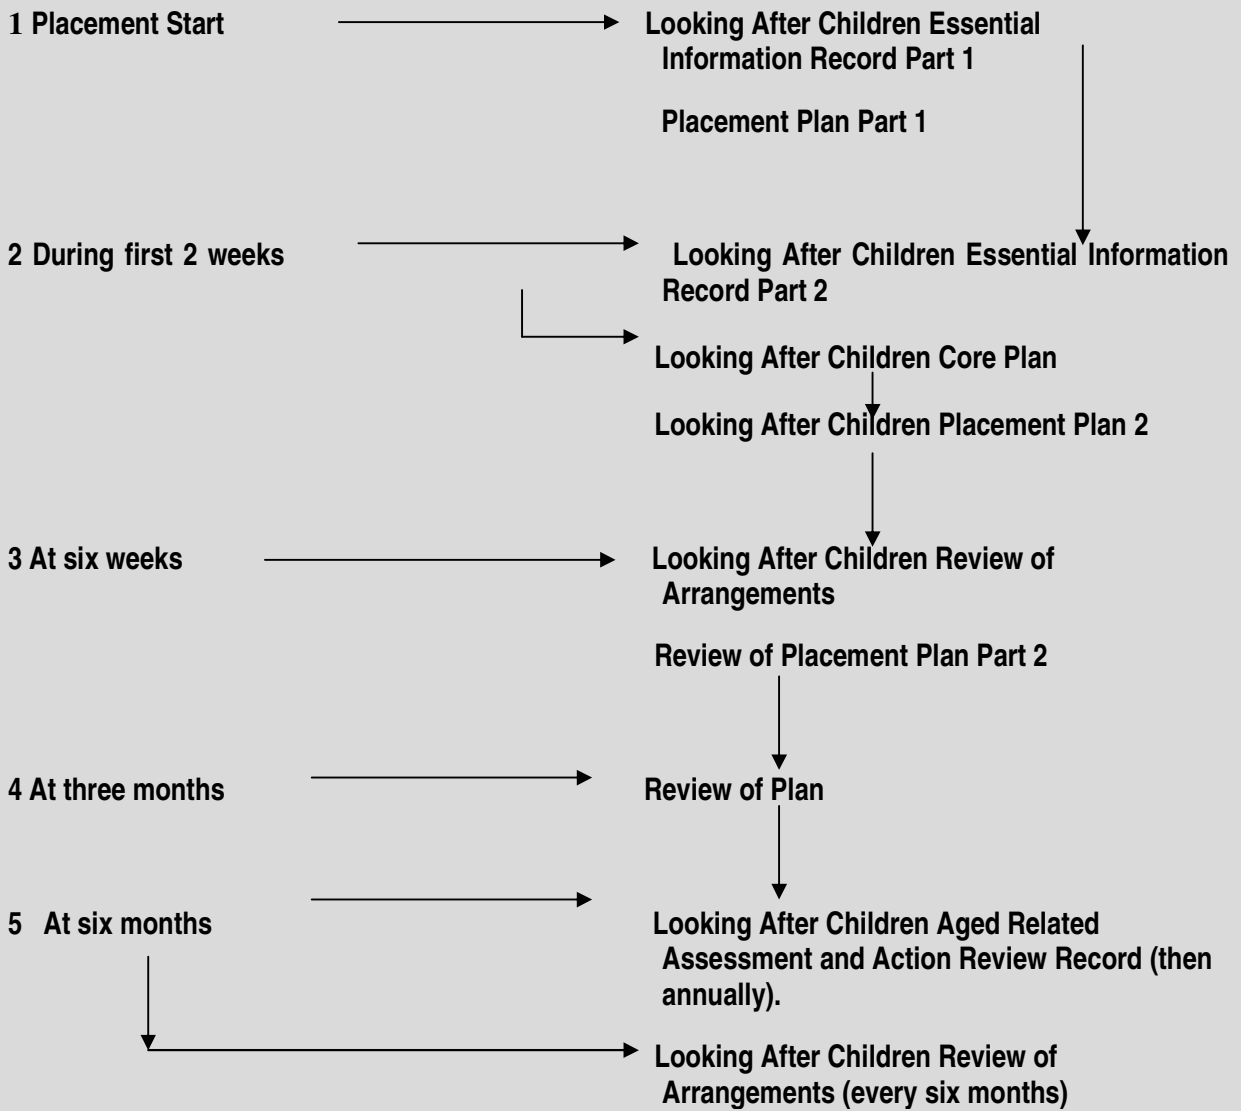 1 Placement Start
Looking After Children Essential
Information Record Part 1
Placement Plan Part 1
2 During first 2 weeks
Looking After Children Essential Information
Record Part 2
Looking After Children Core Plan
Looking After Children Placement Plan 2
3 At six weeks
Looking After Children Review of
Arrangements
Review of Placement Plan Part 2
4 At three months
Review of Plan
5 At six months
Looking After Children Aged Related
Assessment and Action Review Record (then
annually).
Looking After Children Review of
Arrangements (every six months)